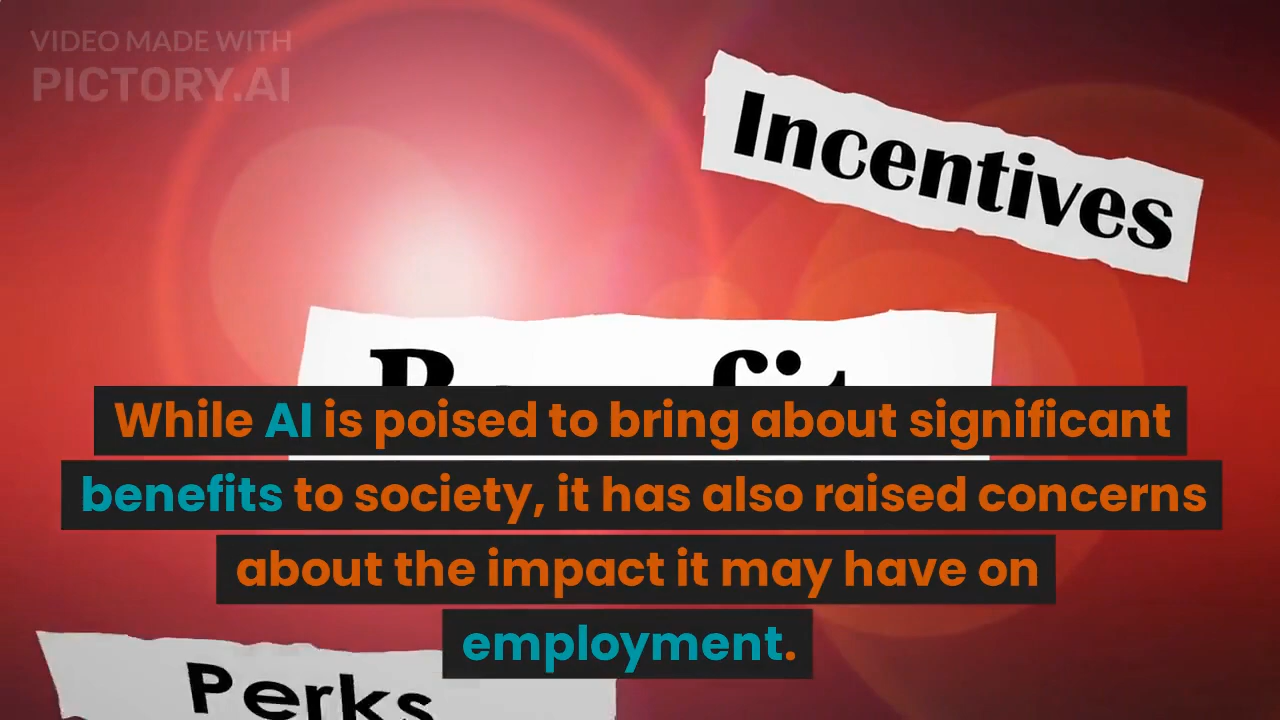 VIDEO MADE WITH
PICTORY.AI
Incentives
While AI is poised to bring about significant
benefits to society, it has also raised concerns
about the impact it may have on
employment.
Perks